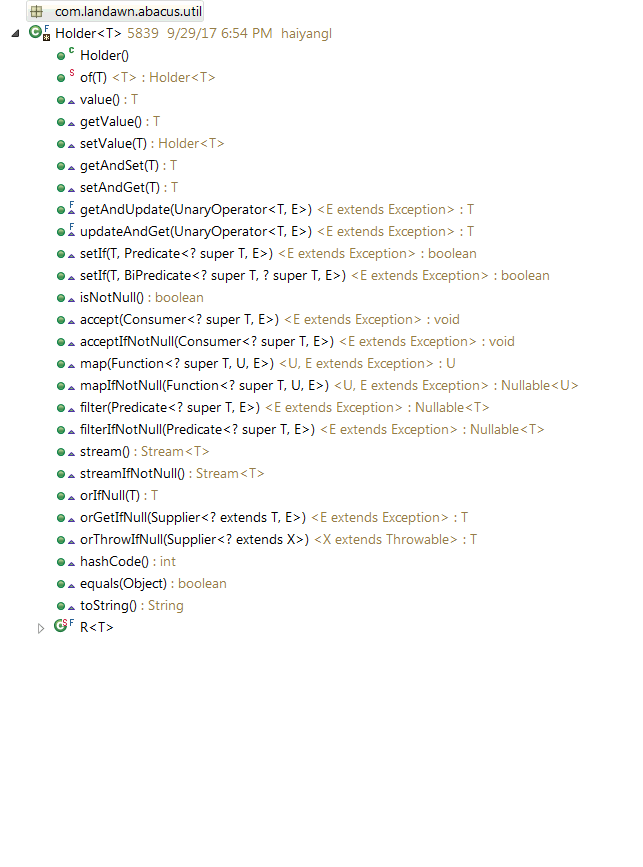 com.landawn.abacus.util
Holder<T> 5839 9/29/17 6:54 PM haiyangl
Holder()
of(T) <T> : Holder<T>
value() : T
getValue() : T
setValue(T) : Holder<T>
getAndSet(T) : T
setAndGet(T) : T
getAndUpdate(UnaryOperator<T, E>) <E extends Exception> : T
updateAndGet(UnaryOperator<T, E>) <E extends Exception> : T
setIf(T, Predicate<? super T, E>) <E extends Exception> : boolean
setIf(T, BiPredicate<? super T, ? super T, E>) <E extends Exception> : boolean
isNotNull() : boolean
accept(Consumer<? super T, E>) <E extends Exception> : void
acceptIfNotNull(Consumer<? super T, E>) <E extends Exception> : void
map(Function<? super T, U, E>) <U, E extends Exception> : U
mapIfNotNull(Function<? super T, U, E>) <U, E extends Exception> : Nullable<U>
filter(Predicate<? super T, E>) <E extends Exception> : Nullable<T>
filterIfNotNull(Predicate<? super T, E>) <E extends Exception> : Nullable<T>
stream() : Stream<T>
streamIfNotNull() : Stream<T>
orIfNull(T) : T
orGetIfNull(Supplier<? extends T, E>) <E extends Exception> : T
orThrowIfNull(Supplier<? extends X>) <X extends Throwable> : T
hashCode() : int
equals(Object) : boolean
toString() : String
R<T>